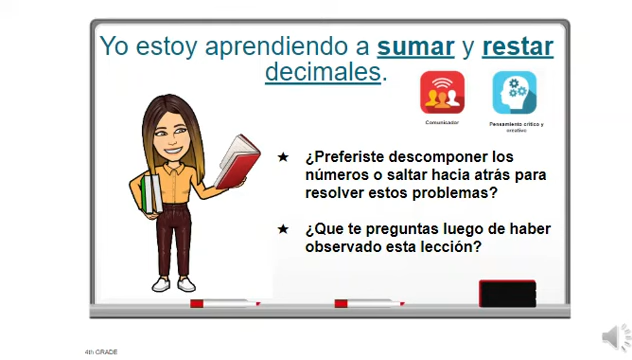 Yo estoy aprendiendo a sumar y restar
decimales.
Comunicador
Pensamiento crítico y
creativo
★ ¿Preferiste descomponer los
números o saltar hacia atrás para
resolver estos problemas?
★ ¿Que te preguntas luego de haber
observado esta lección?
4th GRADE